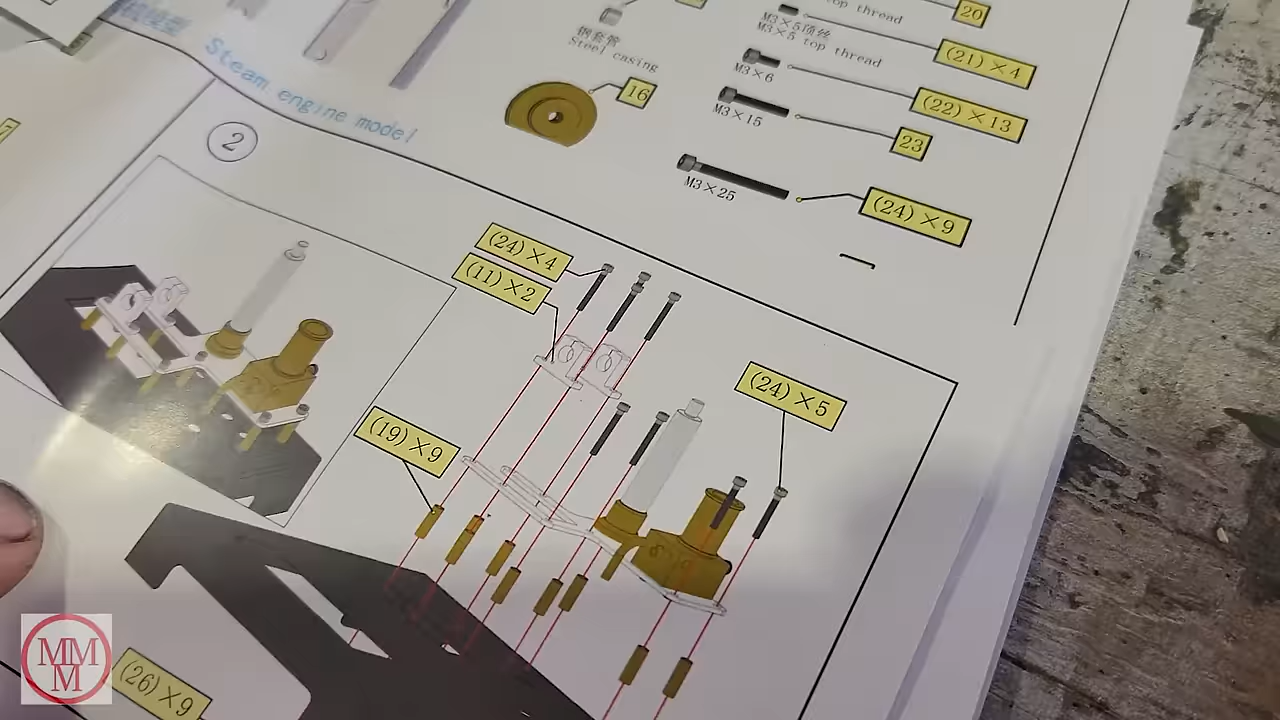 top thread
20
钢套管
Steel casing
M3×5顶丝
M3×5 top thread
(21)×4
M3×6
16
(22)×13
M3×15
23
M3×25
(24)×9
Steam engine model
2
7
(24)×4
(11)×2
(24)×5
(19)×9
(26)×9
MM
M